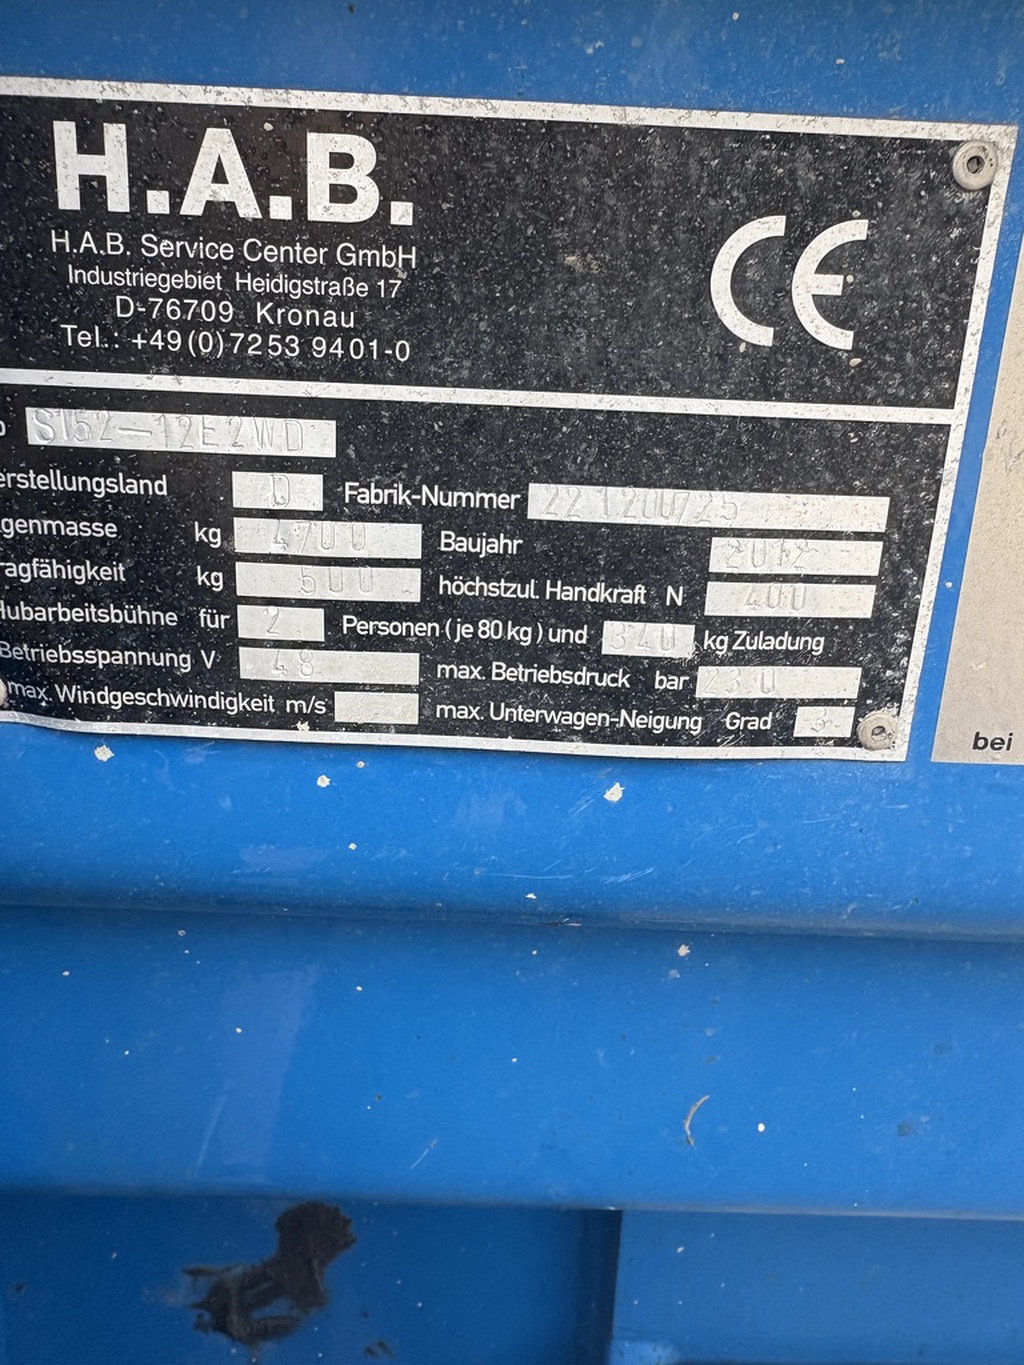 H.A.B.
H.A.B. Service Center GmbH
Industriegebiet Heidigstraße 17
D-76709 Kronau
Tel.: +49(0)7253 9401-0
CE
S152-12E2WD
erstellungsland D Fabrik-Nummer 221200725
genmasse kg 4700 Baujahr 2012
ragfähigkeit kg 500 höchstzul. Handkraft N 400
Hubarbeitsbühne für 2 Personen (je 80 kg) und 340 kg Zuladung
Betriebsspannung V 48 max. Betriebsdruck bar 230
max. Windgeschwindigkeit m/s max. Unterwagen-Neigung Grad
bei